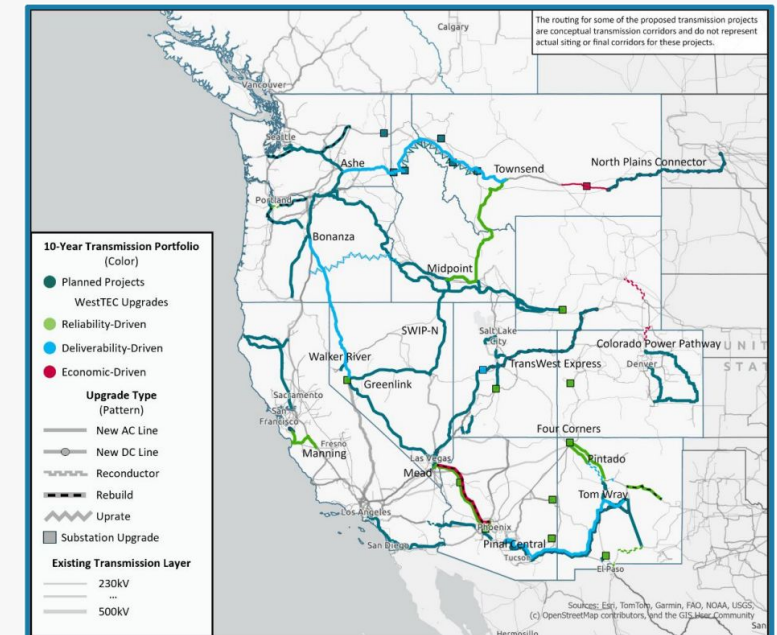 The routing for some of the proposed transmission projects
are conceptual transmission corridors and do not represent
actual siting or final corridors for these projects.
Calgary
Vancouver
Seattle
Ashe
Townsend
North Plains Connector
Portland
Bonanza
Midpoint
SWIP-N
Salt Lake
City
Colorado Power Pathway
UNIT
STAT
Walker River
TransWest Express
Denver
Greenlink
Sacramento
San
Francisco
Fresno
Manning
Four Corners
Las Vegas
Mead
Pintado
Tom Wray
Los Angeles
Phoenix
San Diego
Pinal Central
Tucson
El Paso
Hermosillo
San
10-Year Transmission Portfolio
(Color)
Planned Projects
WestTEC Upgrades
Reliability-Driven
Deliverability-Driven
Economic-Driven
Upgrade Type
(Pattern)
New AC Line
New DC Line
Reconductor
Rebuild
Uprate
Substation Upgrade
Existing Transmission Layer
230kV
...
500kV
Sources: Esri, TomTom, Garmin, FAO, NOAA, USGS,
(c) OpenStreetMap contributors, and the GIS User Community